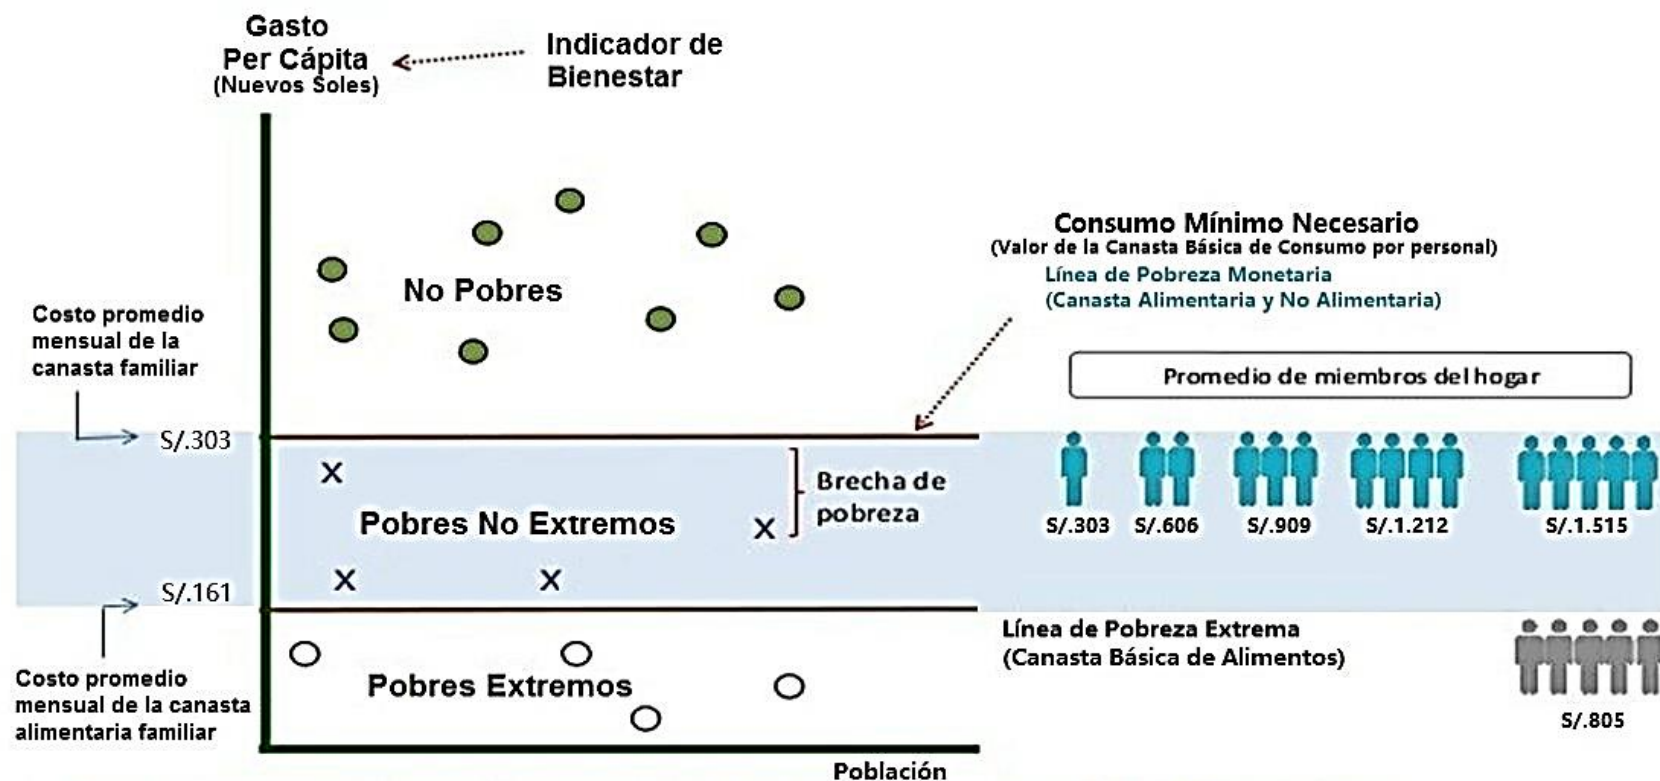 Gasto
Per Cápita
(Nuevos Soles)
Indicador de
Bienestar
No Pobres
Consumo Mínimo Necesario
(Valor de la Canasta Básica de Consumo por personal)
Línea de Pobreza Monetaria
(Canasta Alimentaria y No Alimentaria)
Costo promedio
mensual de la
canasta familiar
Promedio de miembros del hogar
S/.303
X
Brecha de
pobreza
Pobres No Extremos
X
S/.303
S/.606
S/.909
S/.1.212
S/.1.515
X
X
S/.161
Línea de Pobreza Extrema
(Canasta Básica de Alimentos)
Pobres Extremos
Costo promedio
mensual de la canasta
alimentaria familiar
S/.805
Población